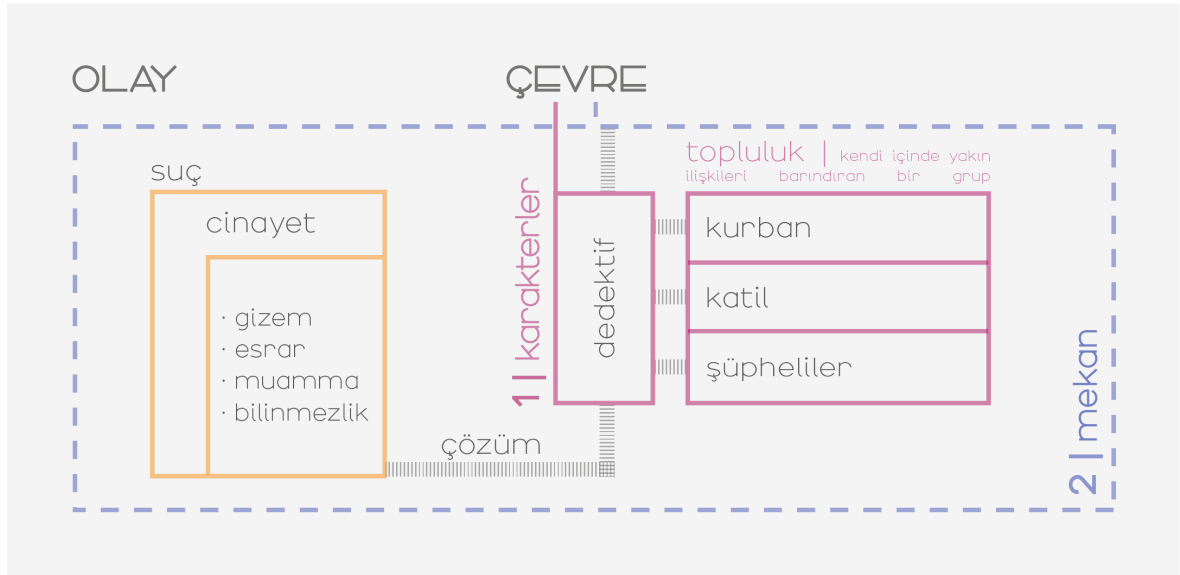 OLAY
ÇEVRE
suç
cinayet
· gizem
· esrar
· muamma
· bilinmezlik
çözüm
1 | karakterler
dedektif
topluluk | kendi içinde yakın
ilişkileri barındıran bir grup
kurban
katil
şüpheliler
2 | mekan